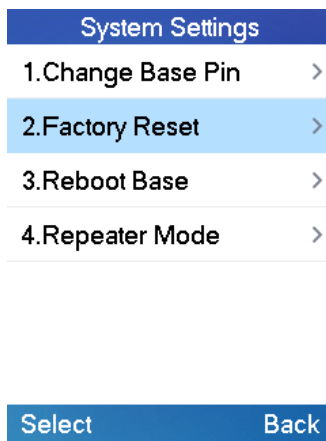 System Settings
1.Change Base Pin
2.Factory Reset
3.Reboot Base
4.Repeater Mode
Select Back